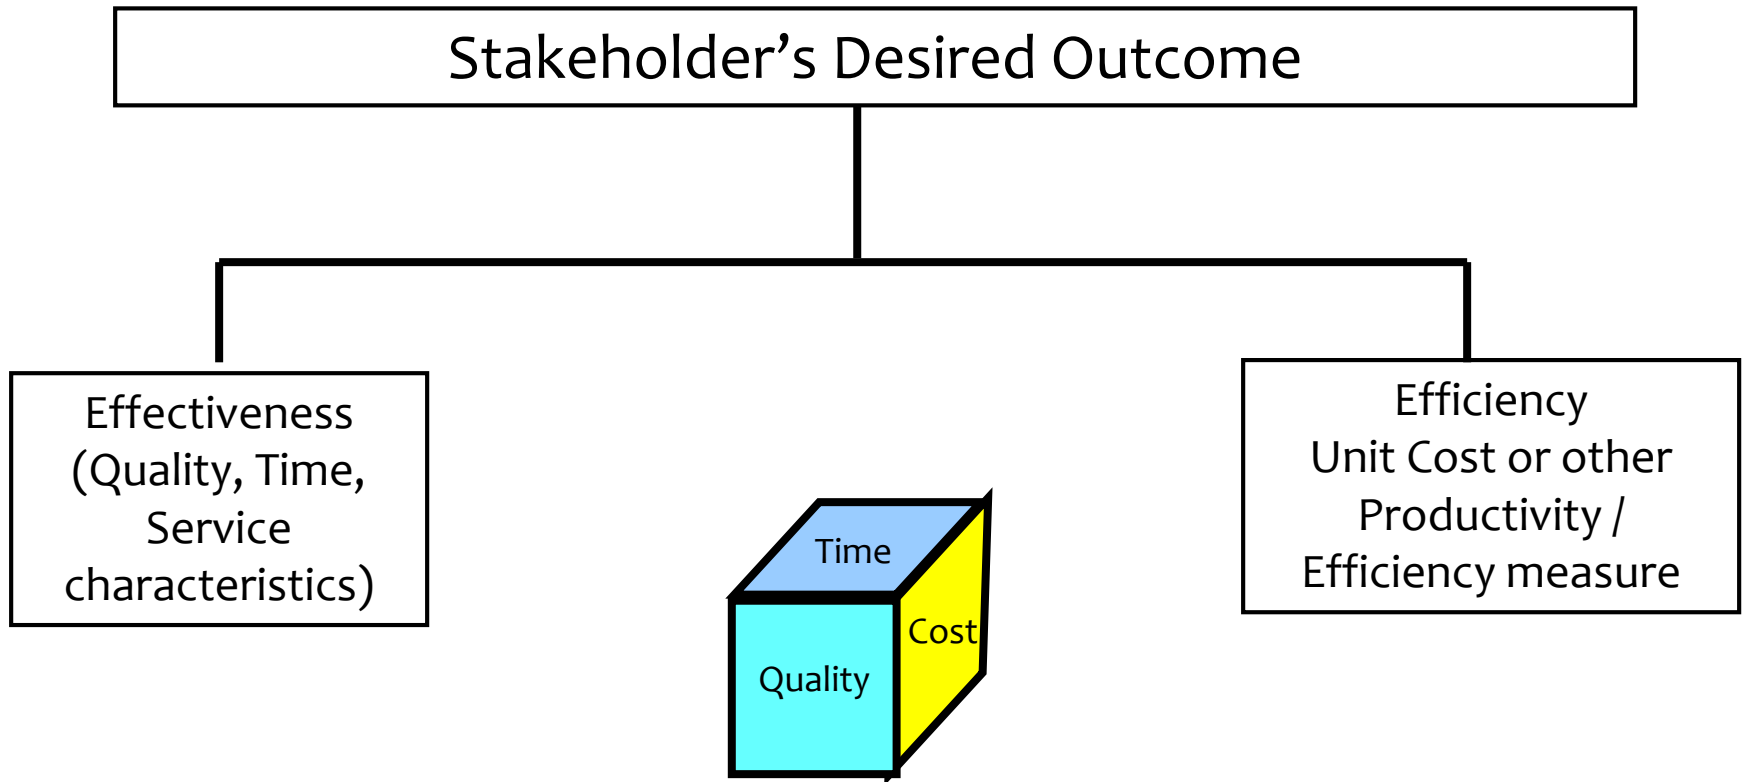 Stakeholder’s Desired Outcome
Effectiveness
(Quality, Time,
Service
characteristics)
Efficiency
Unit Cost or other
Productivity /
Efficiency measure
Time
Cost
Quality